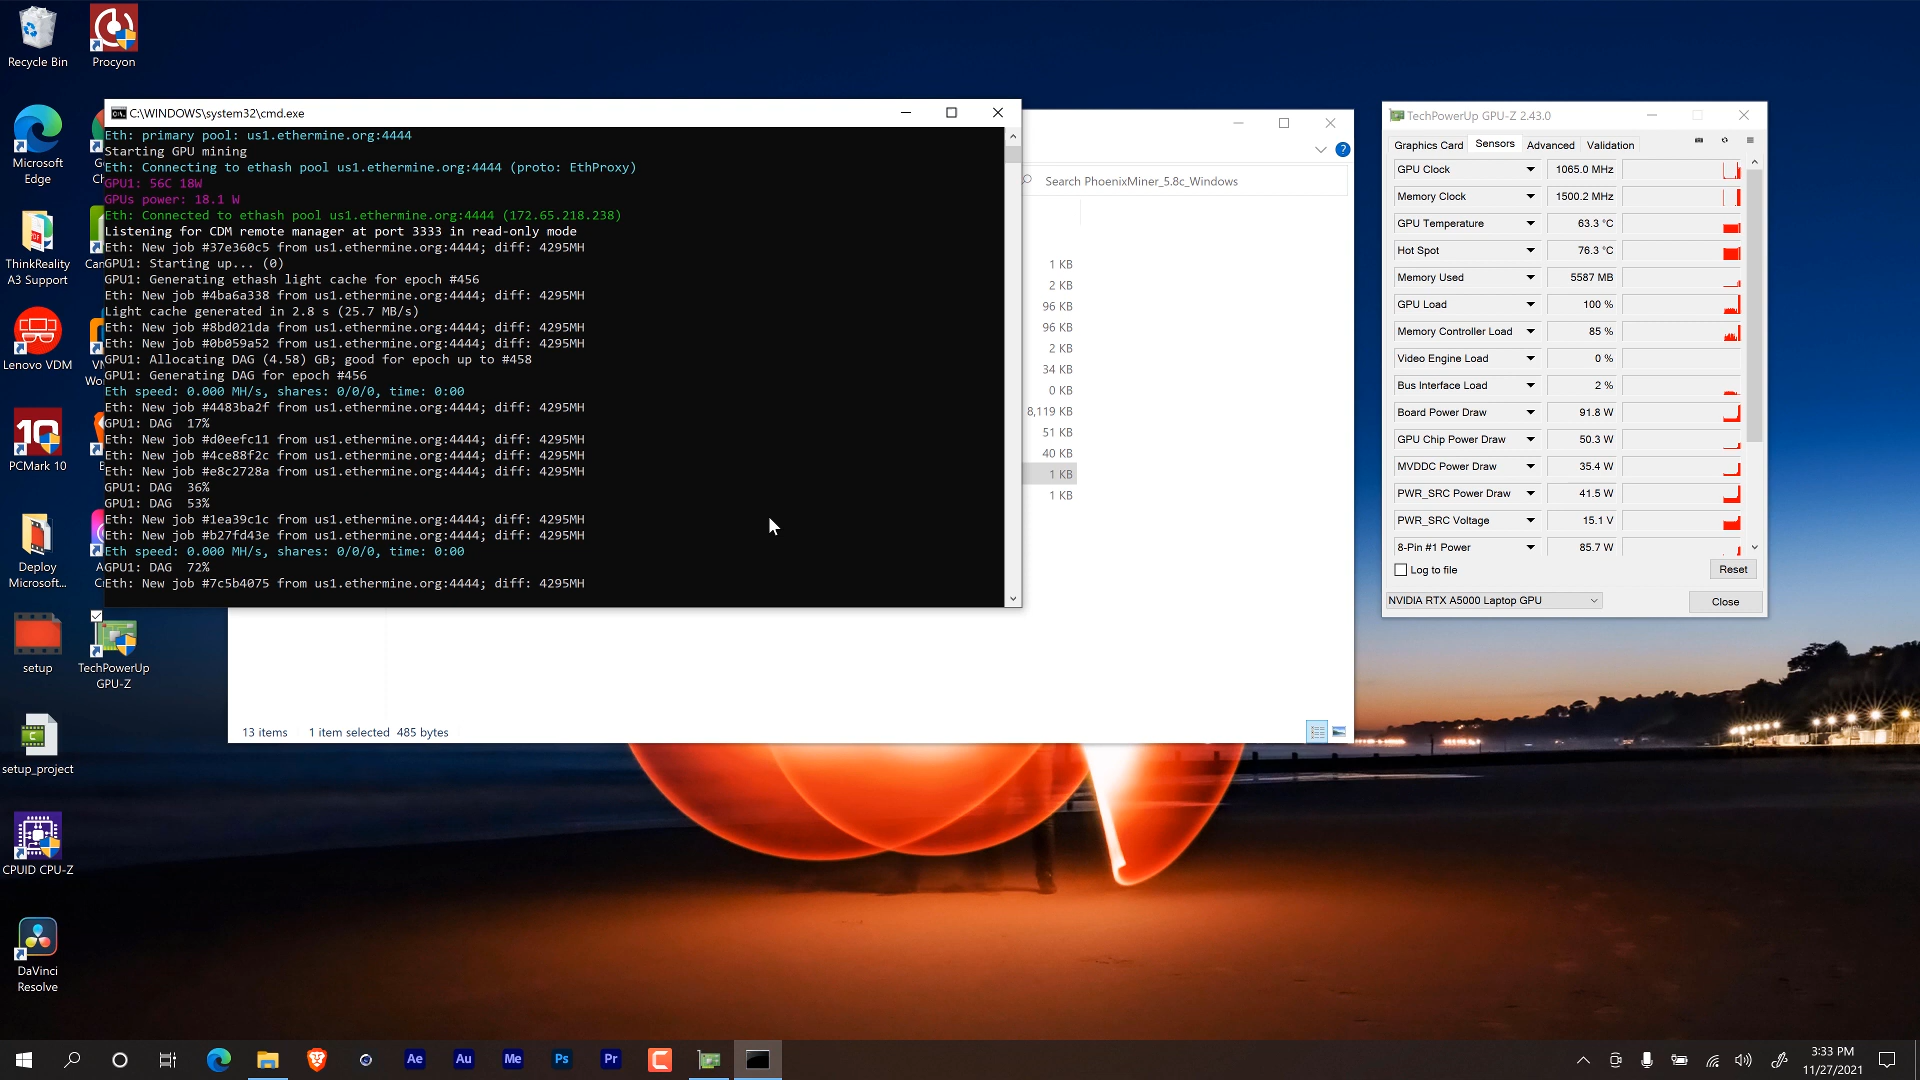 Recycle Bin
Procyon
Microsoft
Edge
ThinkReality
A3 Support
Lenovo VDM
PCMark 10
Deploy
Microsoft...
setup
TechPowerUp
GPU-Z
setup_project
CPUID CPU-Z
DaVinci
Resolve
C:\WINDOWS\system32\cmd.exe
Eth: primary pool: us1.ethermine.org:4444
Starting GPU mining
Eth: Connecting to ethash pool us1.ethermine.org:4444 (proto: EthProxy)
GPU1: 56C 18W
GPUs power: 18.1 W
Eth: Connected to ethash pool us1.ethermine.org:4444 (172.65.218.238)
Listening for CDM remote manager at port 3333 in read-only mode
Eth: New job #37e360c5 from us1.ethermine.org:4444; diff: 4295MH
GPU1: Starting up... (0)
GPU1: Generating ethash light cache for epoch #456
Eth: New job #4ba6a338 from us1.ethermine.org:4444; diff: 4295MH
Light cache generated in 2.8 s (25.7 MB/s)
Eth: New job #8bd021da from us1.ethermine.org:4444; diff: 4295MH
Eth: New job #0b059a52 from us1.ethermine.org:4444; diff: 4295MH
GPU1: Allocating DAG (4.58) GB; good for epoch up to #458
GPU1: Generating DAG for epoch #456
Eth speed: 0.000 MH/s, shares: 0/0/0, time: 0:00
Eth: New job #4483ba2f from us1.ethermine.org:4444; diff: 4295MH
GPU1: DAG 17%
Eth: New job #d0eefc11 from us1.ethermine.org:4444; diff: 4295MH
Eth: New job #4ce88f2c from us1.ethermine.org:4444; diff: 4295MH
Eth: New job #e8c2728a from us1.ethermine.org:4444; diff: 4295MH
GPU1: DAG 36%
GPU1: DAG 53%
Eth: New job #1ea39c1c from us1.ethermine.org:4444; diff: 4295MH
Eth: New job #b27fd43e from us1.ethermine.org:4444; diff: 4295MH
Eth speed: 0.000 MH/s, shares: 0/0/0, time: 0:00
GPU1: DAG 72%
Eth: New job #7c5b4075 from us1.ethermine.org:4444; diff: 4295MH
Search PhoenixMiner_5.8c_Windows
1 KB
2 KB
96 KB
96 KB
2 KB
34 KB
0 KB
8,119 KB
51 KB
40 KB
1 KB
1 KB
13 items 1 item selected 485 bytes
TechPowerUp GPU-Z 2.43.0
Graphics Card Sensors Advanced Validation
GPU Clock 1065.0 MHz
Memory Clock 1500.2 MHz
GPU Temperature 63.3 °C
Hot Spot 76.3 °C
Memory Used 5587 MB
GPU Load 100 %
Memory Controller Load 85 %
Video Engine Load 0 %
Bus Interface Load 2 %
Board Power Draw 91.8 W
GPU Chip Power Draw 50.3 W
MVDDC Power Draw 35.4 W
PWR_SRC Power Draw 41.5 W
PWR_SRC Voltage 15.1 V
8-Pin #1 Power 85.7 W
Log to file
Reset
NVIDIA RTX A5000 Laptop GPU
Close
Ae Au Me Ps Pr
3:33 PM
11/27/2021